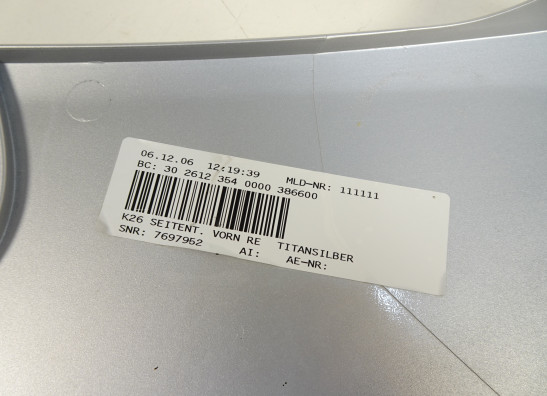 06.12.06 12:19:39 MLD-NR: 111111
BC: 30 2612 354 0000 386600
K26 SEITENT. VORN RE TITANSILBER
SNR: 7697952 AI: AE-NR: